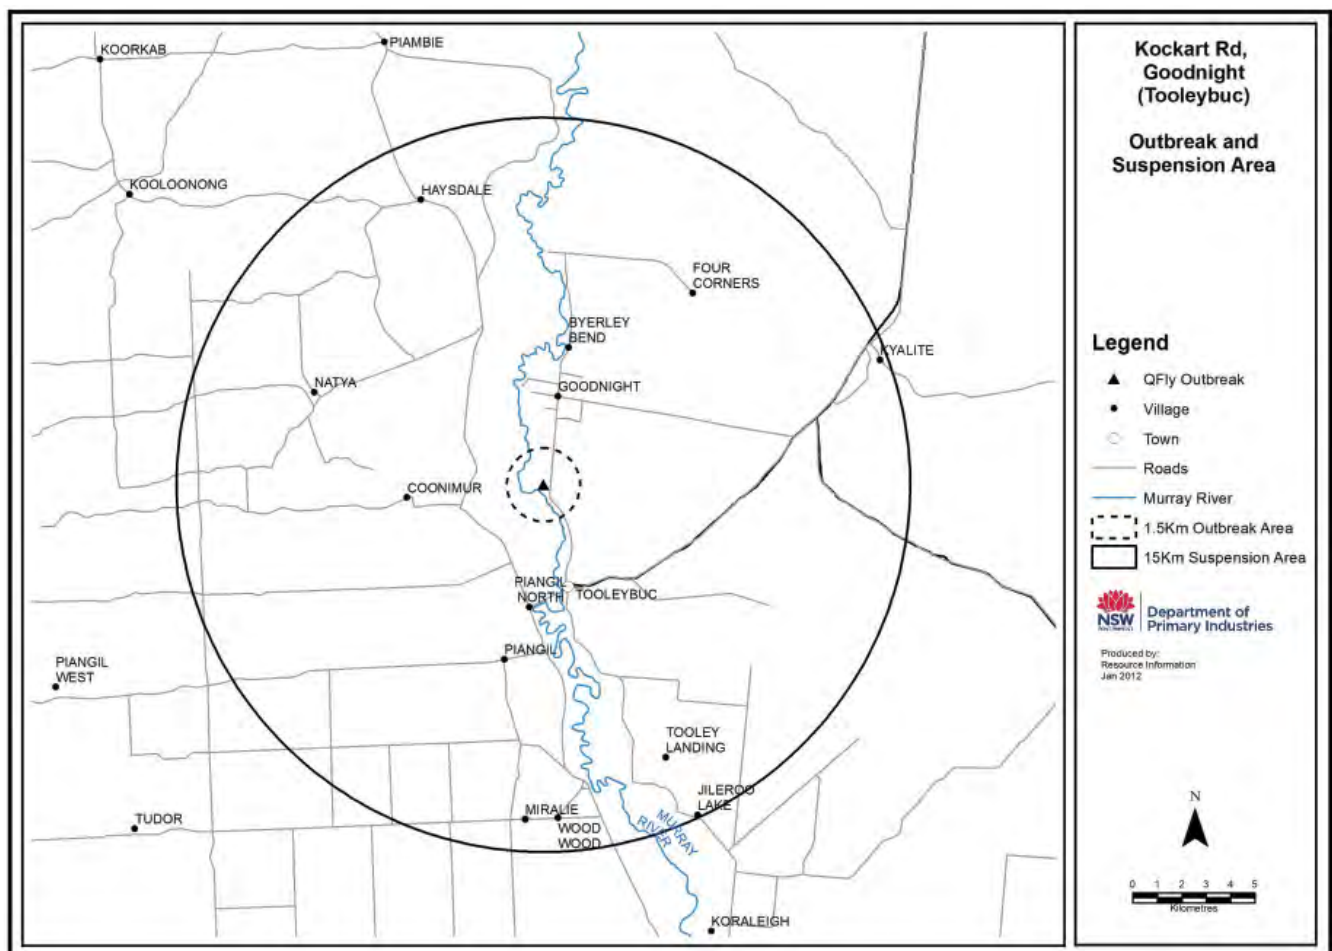 KOORKAB
PIAMBIE
KOOLOONONG
HAYSDALE
FOUR
CORNERS
BYERLEY
BEND
KYALITE
NATYA
GOODNIGHT
COONIMUR
PIANGIL
NORTH
TOOLEYBUC
PIANGIL
PIANGIL
WEST
TOOLEY
LANDING
JILEROO
LAKE
TUDOR
MIRALIE
WOOD
WOOD
MURRAY
RIVER
KORALEIGH
Kockart Rd,
Goodnight
(Tooleybuc)
Outbreak and
Suspension Area
Legend
QFly Outbreak
Village
Town
Roads
Murray River
1.5Km Outbreak Area
15Km Suspension Area
NSW
Department of
Primary Industries
Produced by:
Resource Information
Jan 2012
N
0 1 2 3 4 5
Kilometres